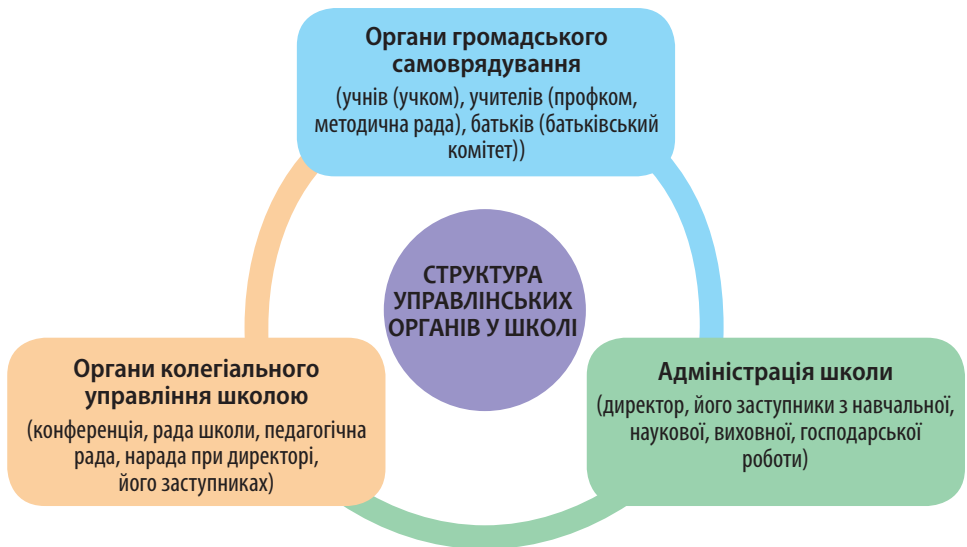 Органи громадського
самоврядування
(учнів (учком), учителів (профком,
методична рада), батьків (батьківський
комітет))
СТРУКТУРА
УПРАВЛІНСЬКИХ
ОРГАНІВ У ШКОЛІ
Органи колегіального
управління школою
(конференція, рада школи, педагогічна
рада, нарада при директорі,
його заступниках)
Адміністрація школи
(директор, його заступники з навчальної,
наукової, виховної, господарської
роботи)